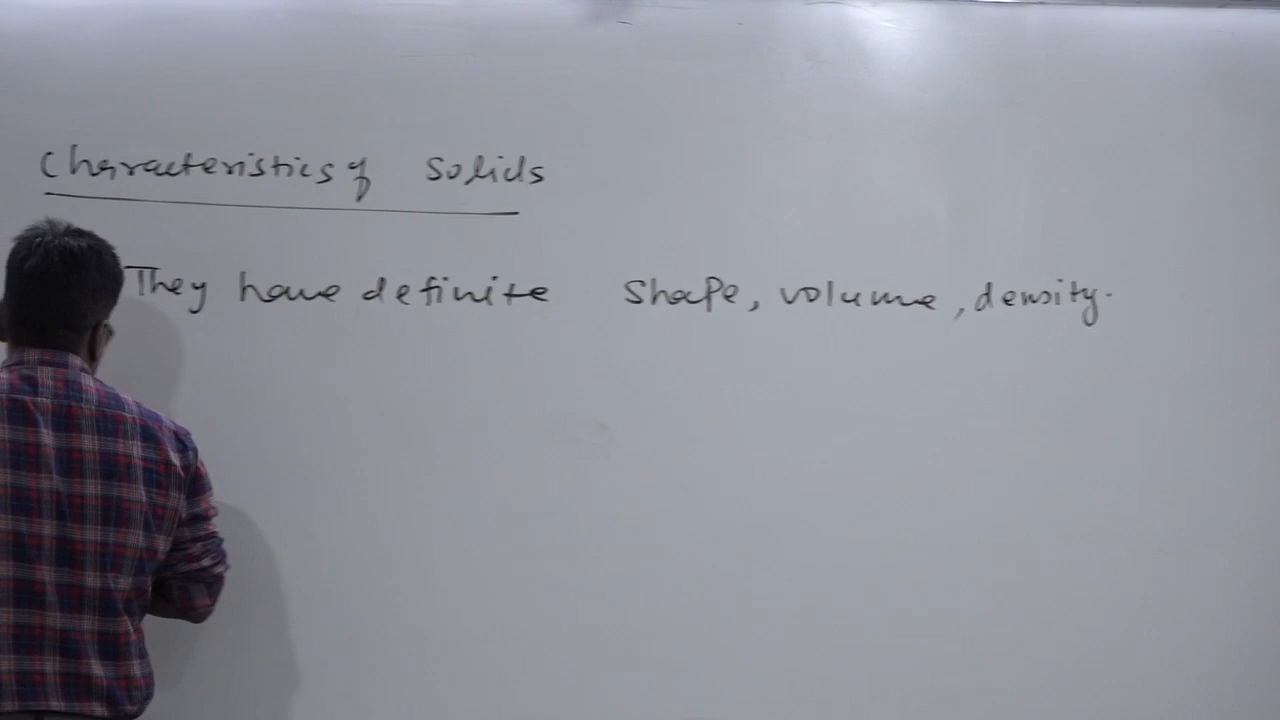 Characteristics of Solids
They have definite Shape, volume, density.